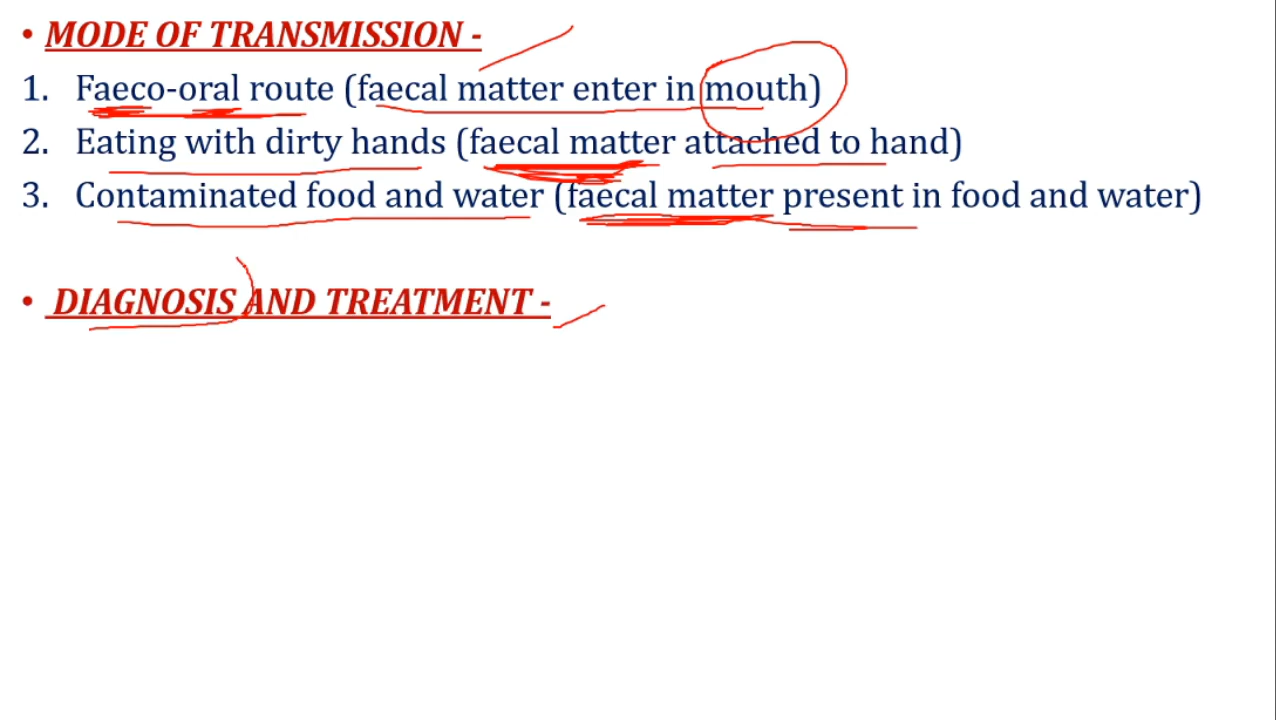 • MODE OF TRANSMISSION -
1. Faeco-oral route (faecal matter enter in mouth)
2. Eating with dirty hands (faecal matter attached to hand)
3. Contaminated food and water (faecal matter present in food and water)
• DIAGNOSIS AND TREATMENT -